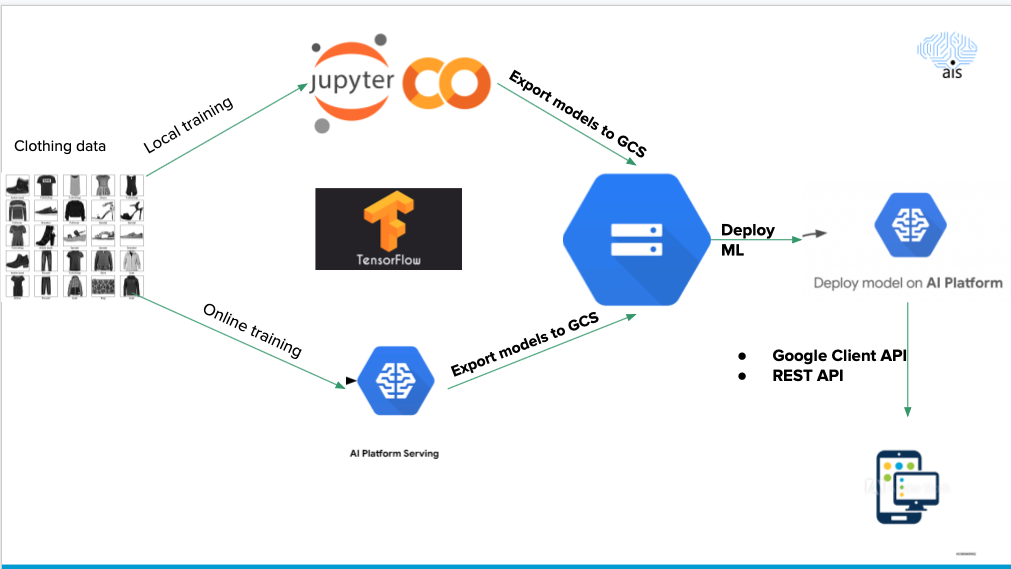 jupyter
Export models to GCS
ais
Local training
Clothing data
TensorFlow
Deploy
ML
Deploy model on AI Platform
Online training
Export models to GCS
● Google Client API
● REST API
AI Platform Serving